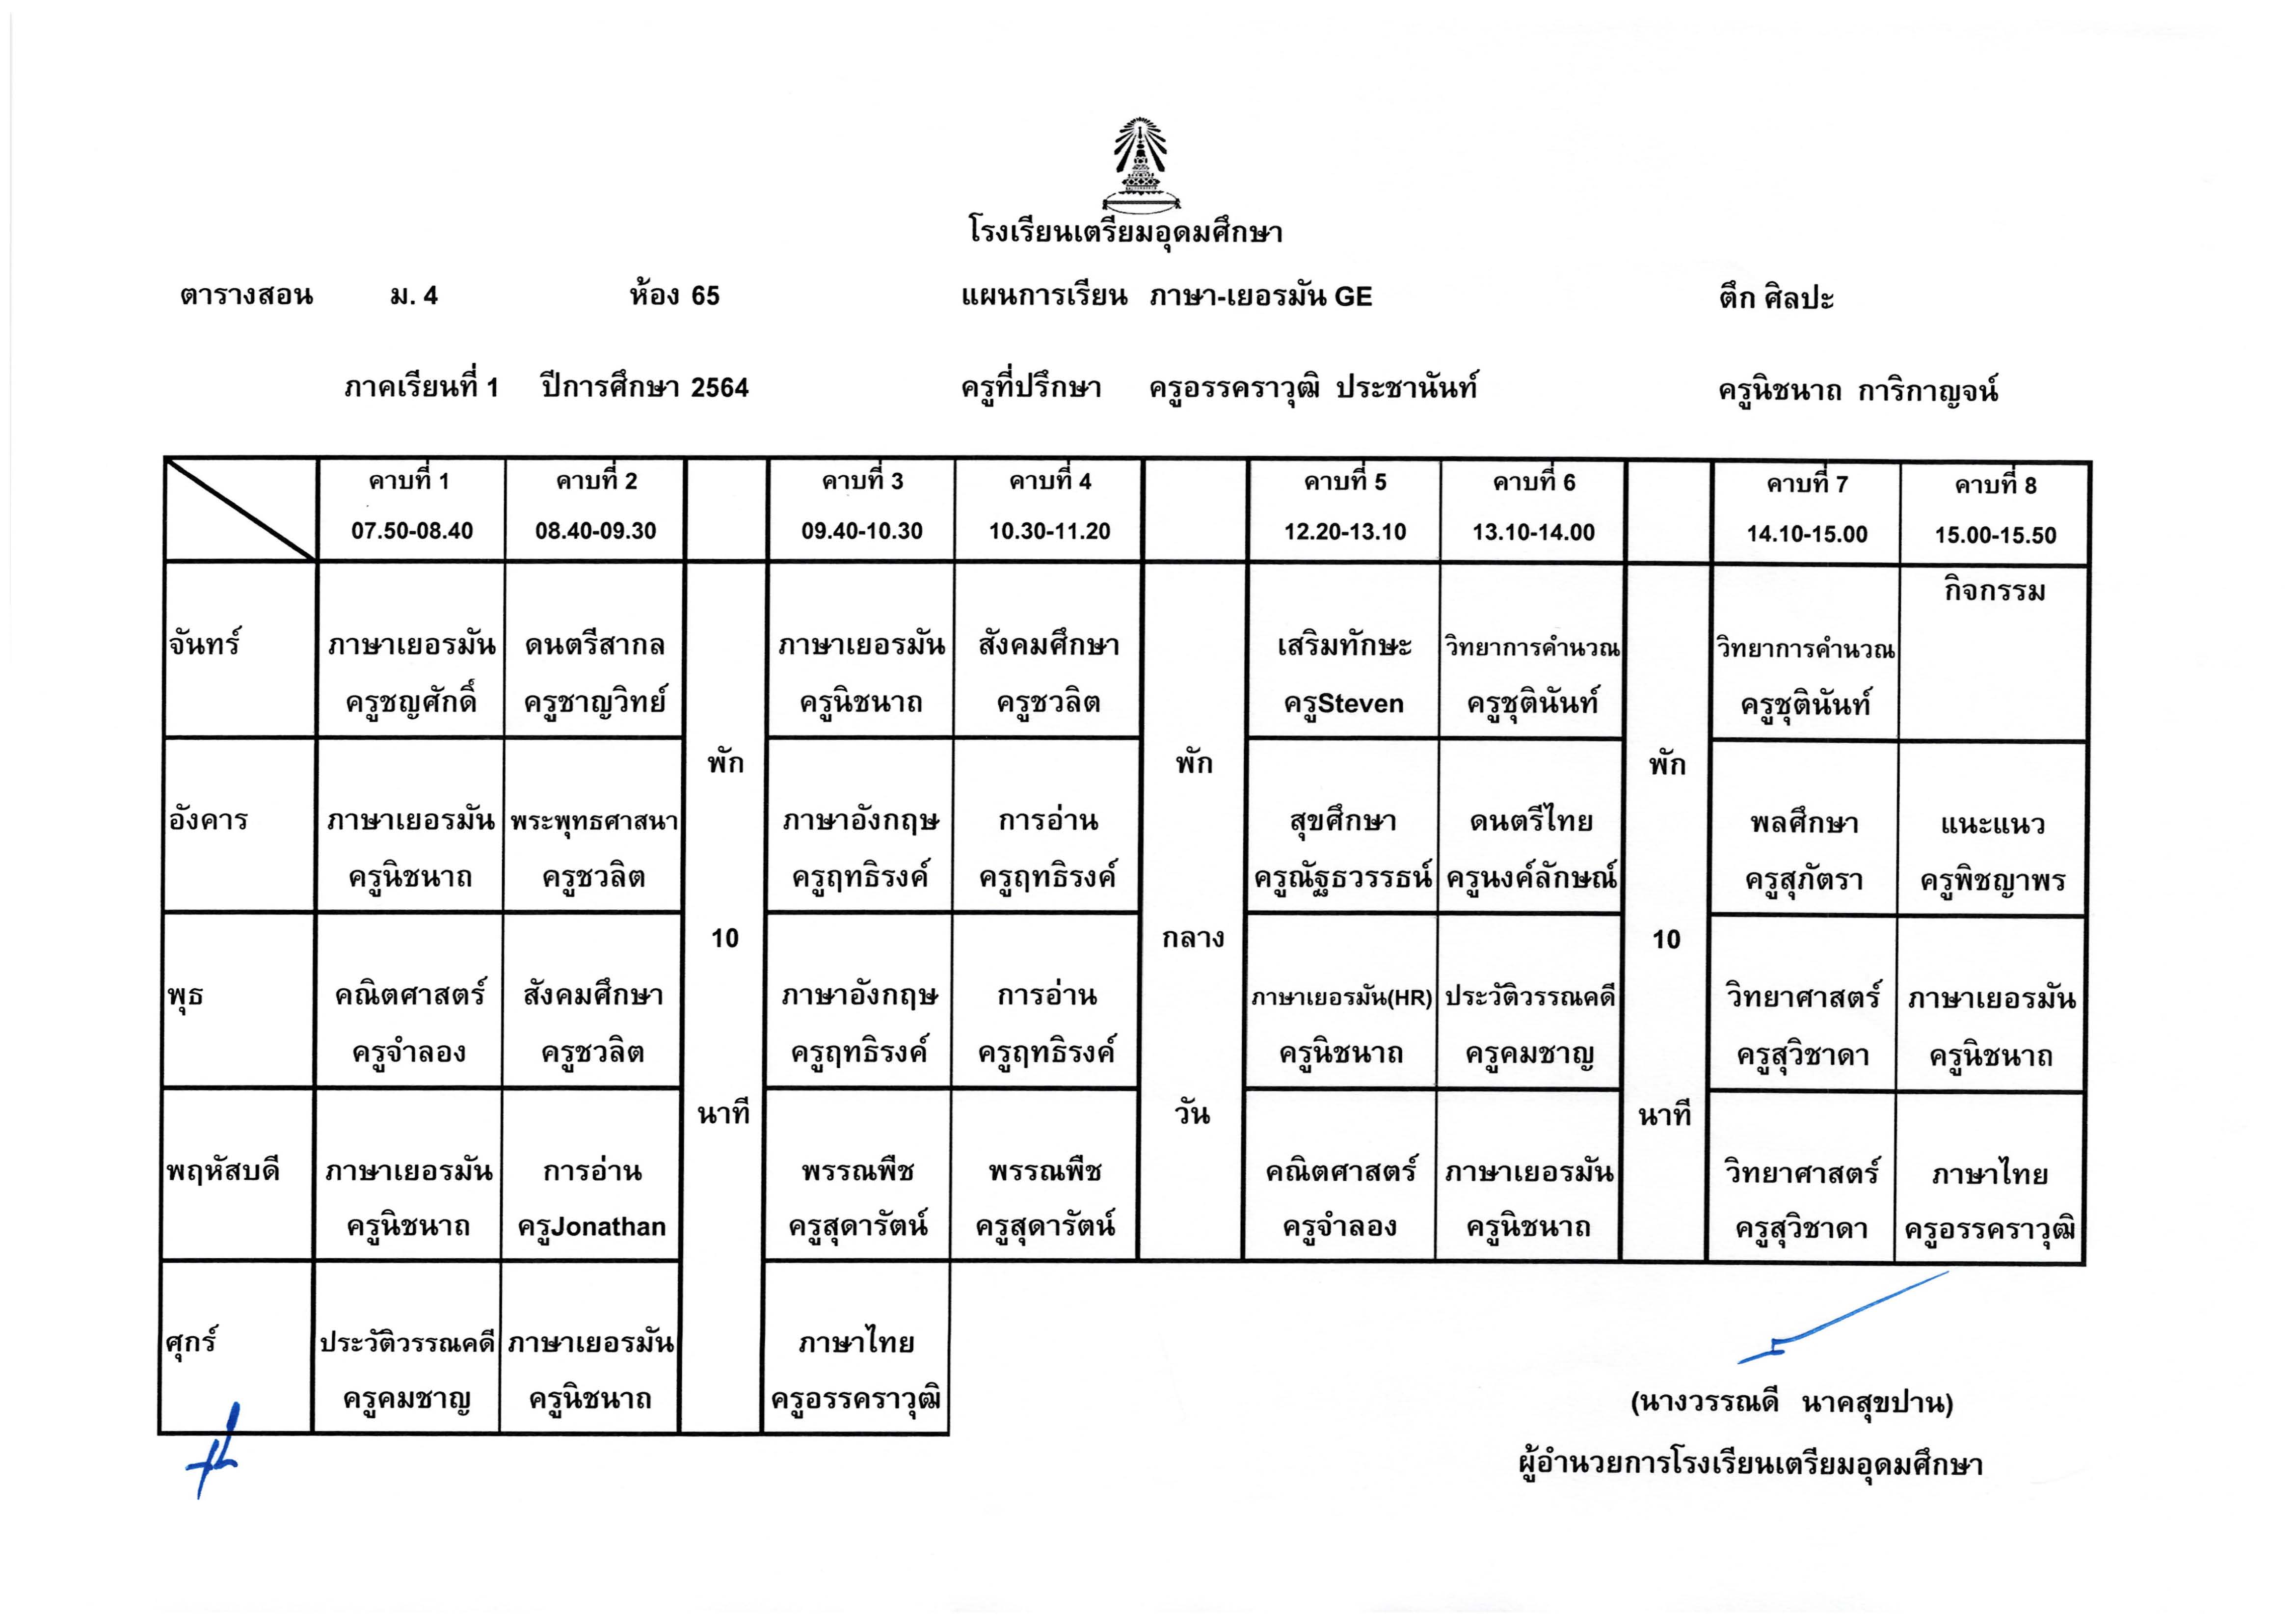 โรงเรียนเตรียมอุดมศึกษา
ตารางสอน ม. 4 ห้อง 65 แผนการเรียน ภาษา-เยอรมัน GE ตึก ศิลปะ
ภาคเรียนที่ 1 ปีการศึกษา 2564 ครูที่ปรึกษา ครูอรรคราวุฒิ ประชานันท์ ครูนิชนาถ การิกาญจน์
คาบที่ 1 คาบที่ 2 คาบที่ 3 คาบที่ 4 คาบที่ 5 คาบที่ 6 คาบที่ 7 คาบที่ 8
07.50-08.40 08.40-09.30 09.40-10.30 10.30-11.20 12.20-13.10 13.10-14.00 14.10-15.00 15.00-15.50
กิจกรรม
จันทร์ ภาษาเยอรมัน ดนตรีสากล ภาษาเยอรมัน สังคมศึกษา เสริมทักษะ วิทยาการคำนวณ วิทยาการคำนวณ
ครูชญศักดิ์ ครูชาญวิทย์ ครูนิชนาถ ครูชวลิต ครูSteven ครูชุตินันท์ ครูชุตินันท์
พัก พัก พัก
อังคาร ภาษาเยอรมัน พระพุทธศาสนา ภาษาอังกฤษ การอ่าน สุขศึกษา ดนตรีไทย พลศึกษา แนะแนว
ครูนิชนาถ ครูชวลิต ครูฤทธิรงค์ ครูฤทธิรงค์ ครูณัฐธวรรธน์ ครูนงค์ลักษณ์ ครูสุภัตรา ครูพิชญาพร
10 กลาง 10
พุธ คณิตศาสตร์ สังคมศึกษา ภาษาอังกฤษ การอ่าน ภาษาเยอรมัน(HR) ประวัติวรรณคดี วิทยาศาสตร์ ภาษาเยอรมัน
ครูจำลอง ครูชวลิต ครูฤทธิรงค์ ครูฤทธิรงค์ ครูนิชนาถ ครูคมชาญ ครูสุวิชาดา ครูนิชนาถ
นาที วัน นาที
พฤหัสบดี ภาษาเยอรมัน การอ่าน พรรณพืช พรรณพืช คณิตศาสตร์ ภาษาเยอรมัน วิทยาศาสตร์ ภาษาไทย
ครูนิชนาถ ครูJonathan ครูสุดารัตน์ ครูสุดารัตน์ ครูจำลอง ครูนิชนาถ ครูสุวิชาดา ครูอรรคราวุฒิ
ศุกร์ ประวัติวรรณคดี ภาษาเยอรมัน ภาษาไทย
ครูคมชาญ ครูนิชนาถ ครูอรรคราวุฒิ
(นางวรรณดี นาคสุขปาน)
ผู้อำนวยการโรงเรียนเตรียมอุดมศึกษา